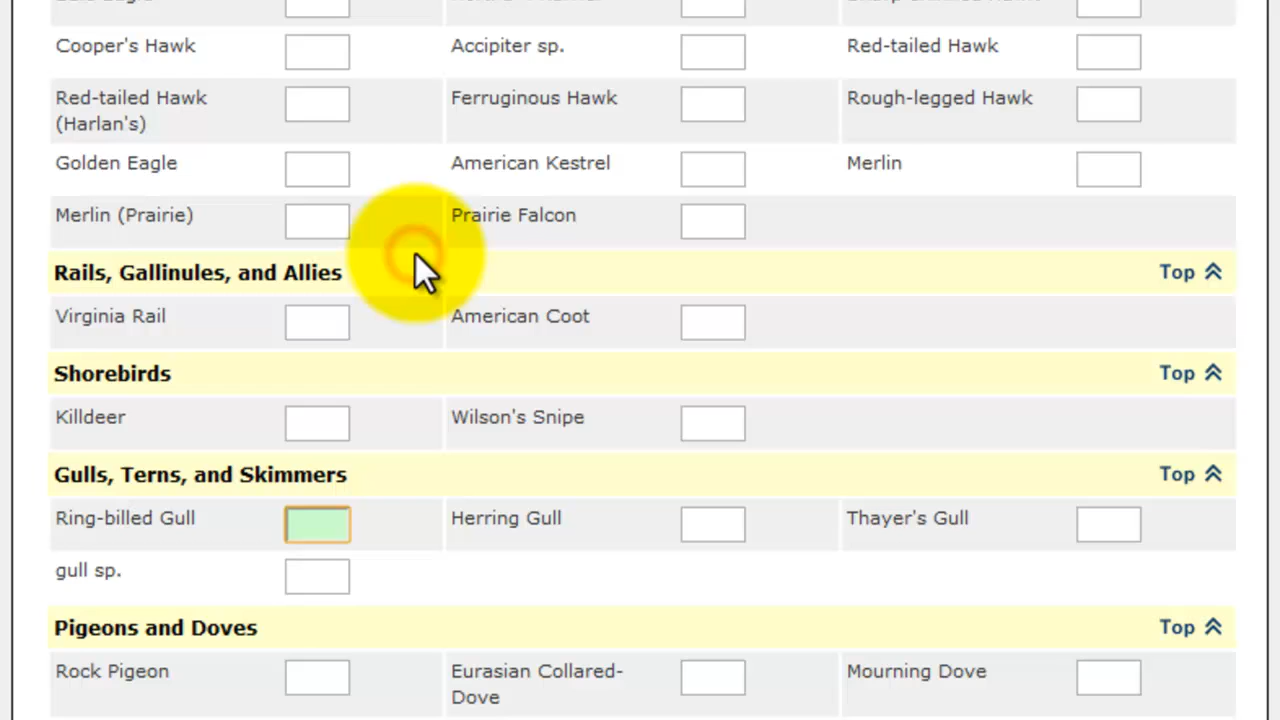 Cooper's Hawk Accipiter sp. Red-tailed Hawk
Red-tailed Hawk (Harlan's) Ferruginous Hawk Rough-legged Hawk
Golden Eagle American Kestrel Merlin
Merlin (Prairie) Prairie Falcon
Rails, Gallinules, and Allies Top
Virginia Rail American Coot
Shorebirds Top
Killdeer Wilson's Snipe
Gulls, Terns, and Skimmers Top
Ring-billed Gull Herring Gull Thayer's Gull
gull sp.
Pigeons and Doves Top
Rock Pigeon Eurasian Collared-Dove Mourning Dove